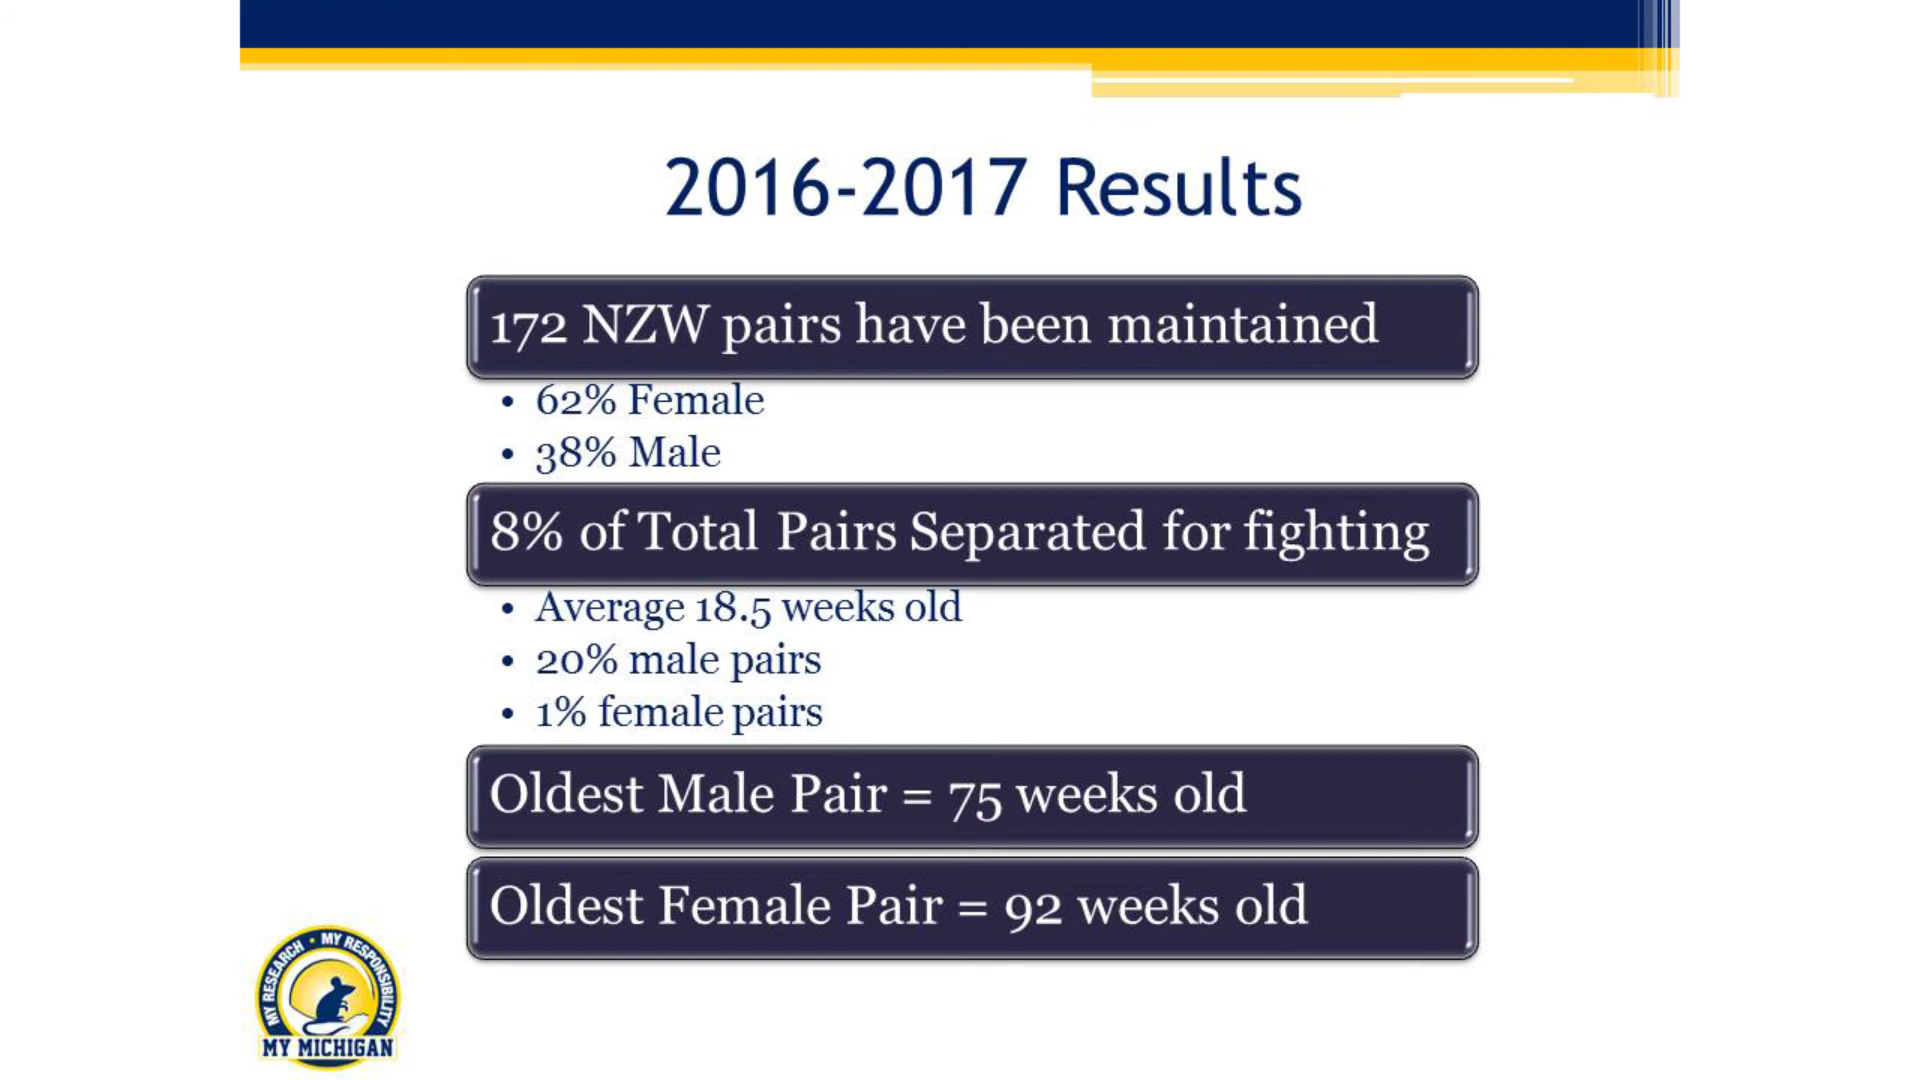 2016-2017 Results
172 NZW pairs have been maintained
• 62% Female
• 38% Male
8% of Total Pairs Separated for fighting
• Average 18.5 weeks old
• 20% male pairs
• 1% female pairs
Oldest Male Pair = 75 weeks old
Oldest Female Pair = 92 weeks old
MY RESEARCH • MY RESPONSIBILITY
MY MICHIGAN